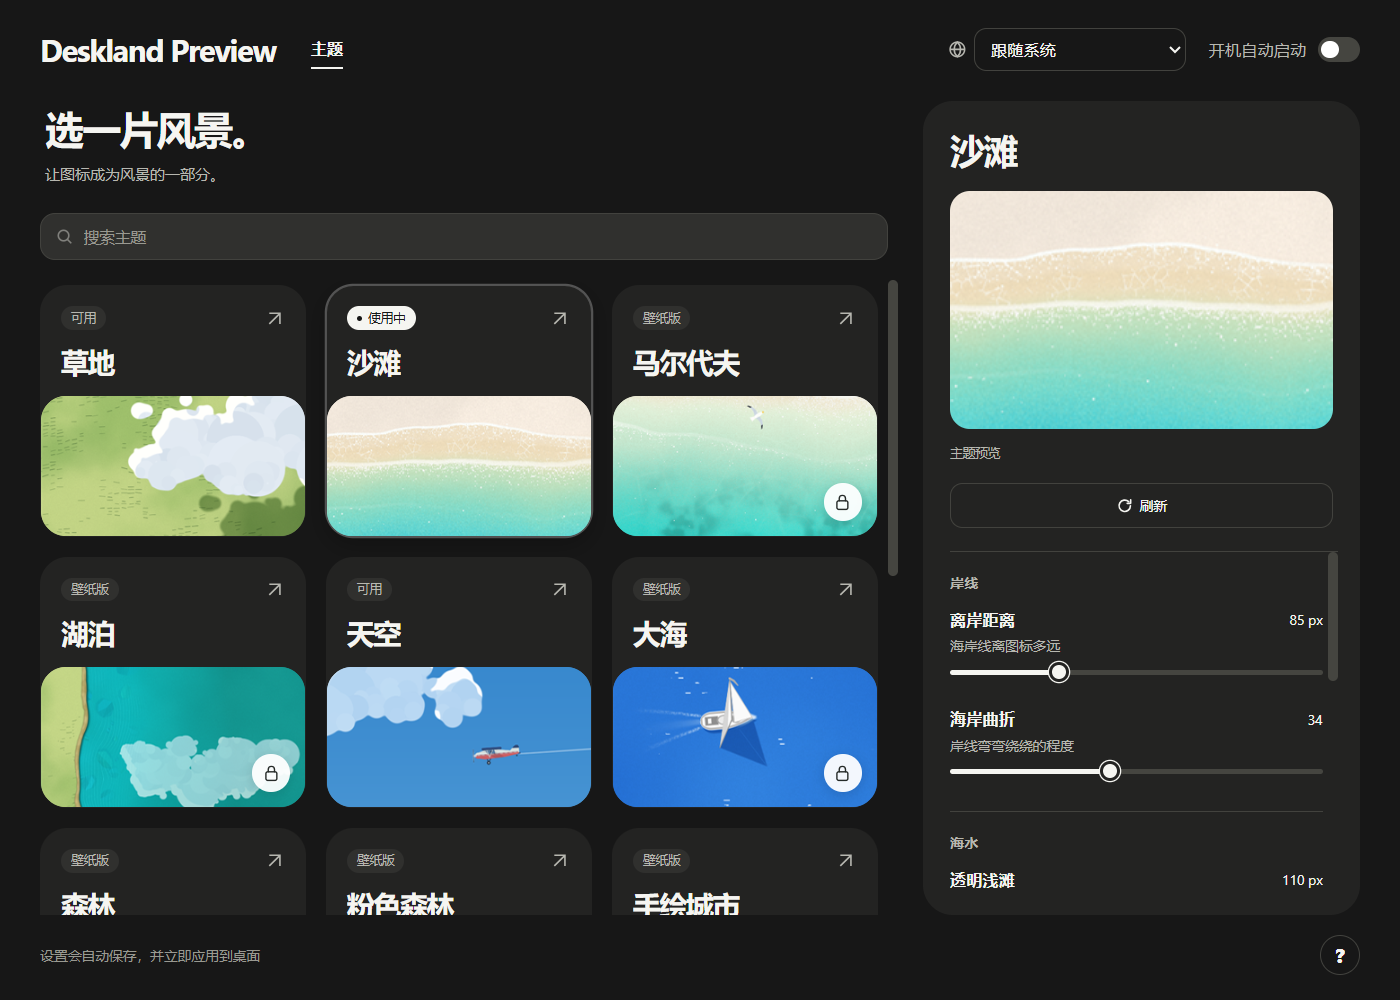 Deskland Preview
主题
跟随系统
开机自动启动
选一片风景。
让图标成为风景的一部分。
搜索主题
可用
草地
使用中
沙滩
壁纸版
马尔代夫
壁纸版
湖泊
可用
天空
壁纸版
大海
壁纸版
森林
壁纸版
粉色森林
壁纸版
手绘城市
沙滩
主题预览
刷新
岸线
离岸距离
85 px
海岸线离图标多远
海岸曲折
34
岸线弯弯绕绕的程度
海水
透明浅滩
110 px
设置会自动保存，并立即应用到桌面
?